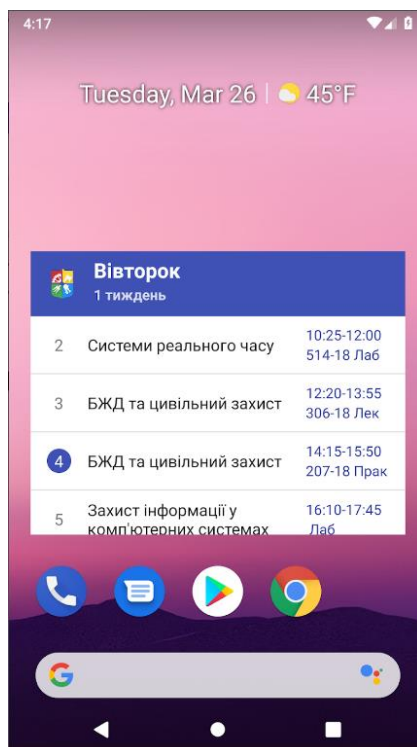 4:17
Tuesday, Mar 26 | 45°F
Вівторок
1 тиждень
2 Системи реального часу 10:25-12:00
514-18 Лаб
3 БЖД та цивільний захист 12:20-13:55
306-18 Лек
4 БЖД та цивільний захист 14:15-15:50
207-18 Прак
5 Захист інформації у комп'ютерних системах 16:10-17:45
Лаб